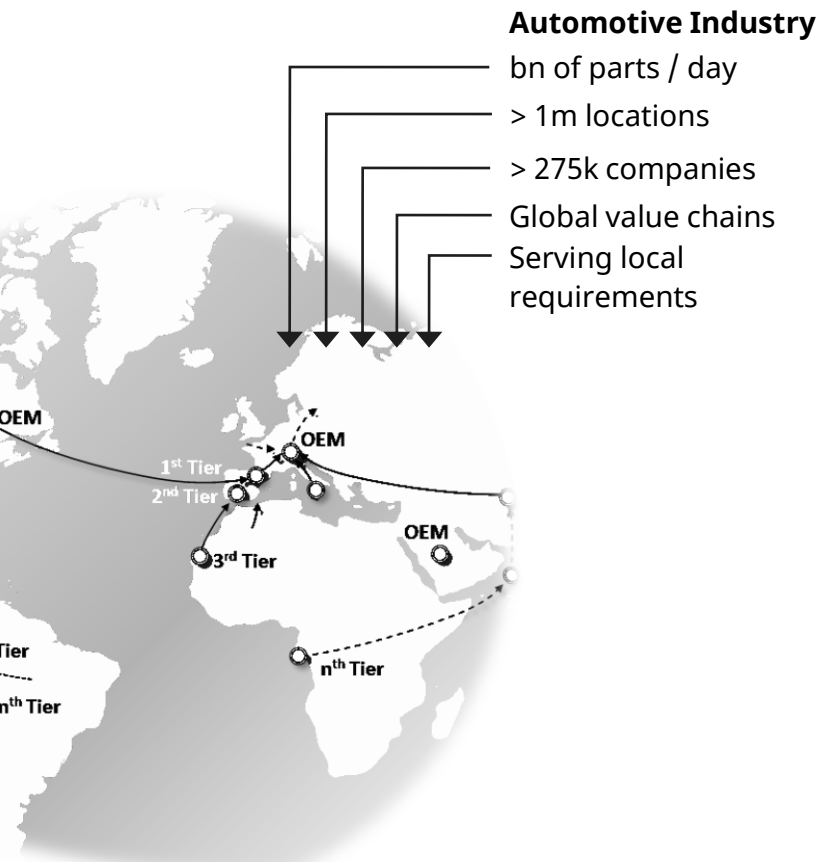 Automotive Industry
bn of parts / day
> 1m locations
> 275k companies
Global value chains
Serving local
requirements
OEM
OEM
1st Tier
2nd Tier
OEM
3rd Tier
Tier
nth Tier
nth Tier